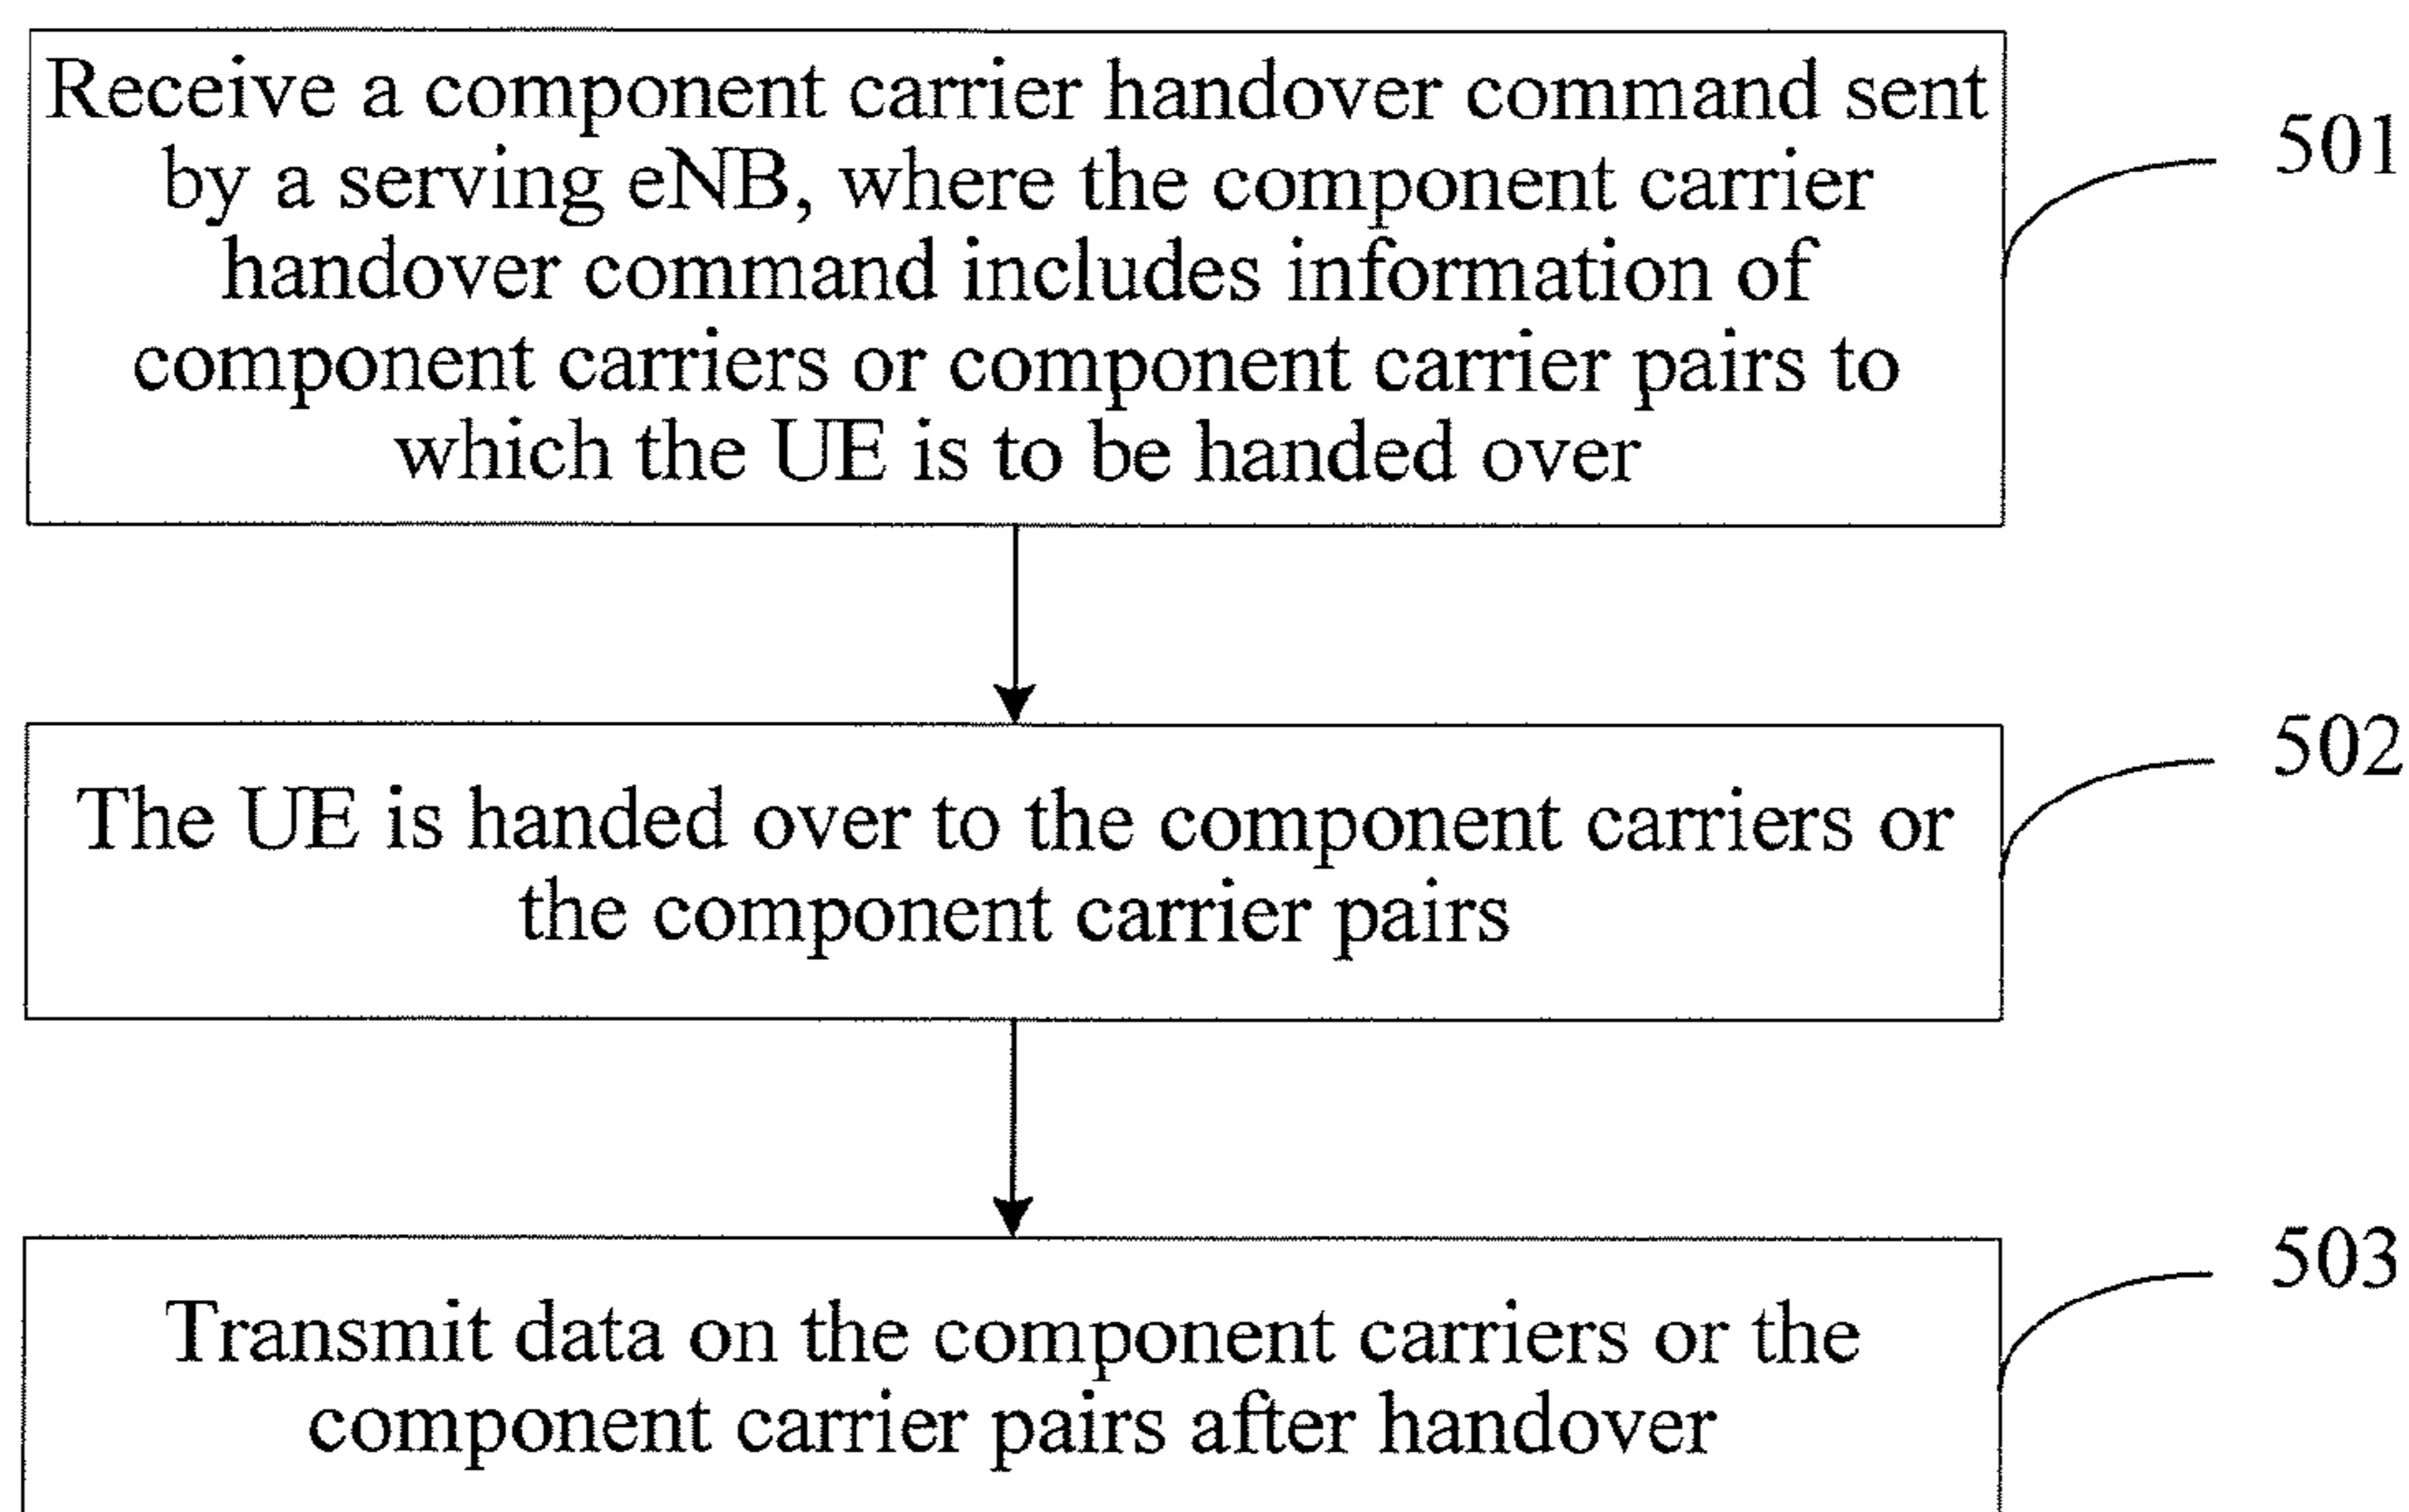 Receive a component carrier handover command sent
by a serving eNB, where the component carrier
handover command includes information of
component carriers or component carrier pairs to
which the UE is to be handed over
501
The UE is handed over to the component carriers or
the component carrier pairs
502
Transmit data on the component carriers or the
component carrier pairs after handover
503